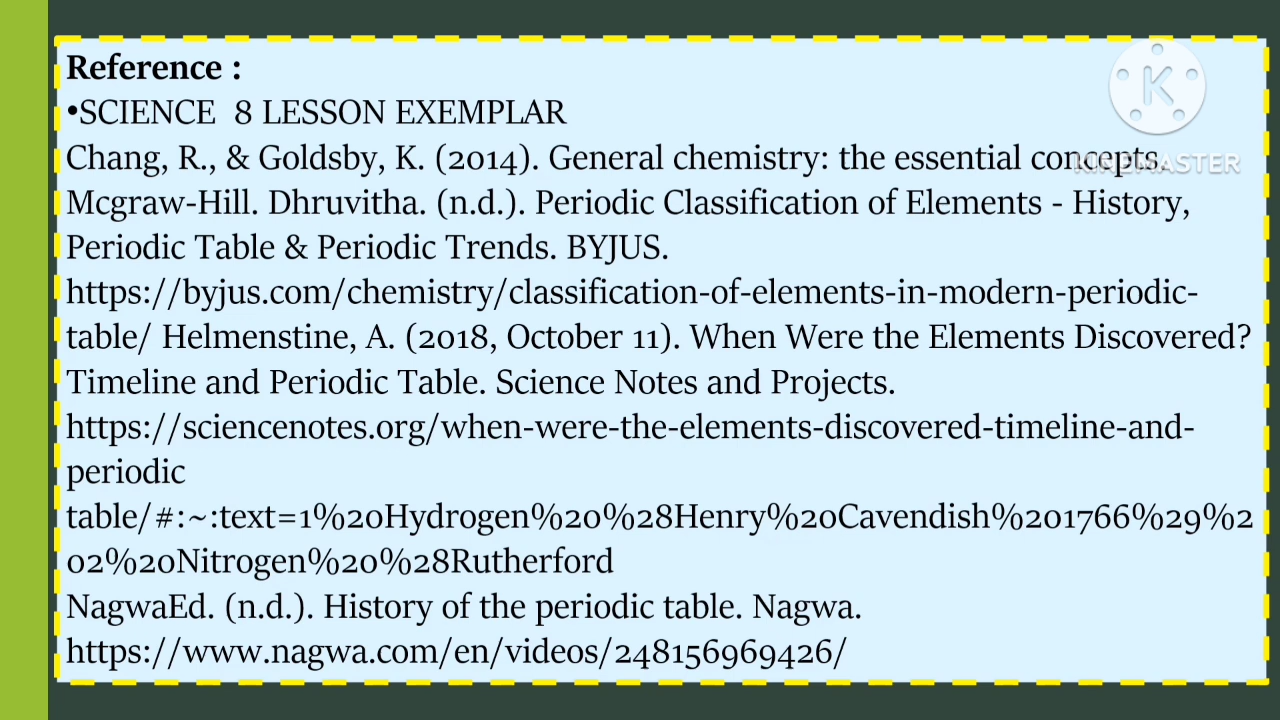 Reference :
•SCIENCE  8 LESSON EXEMPLAR
Chang, R., & Goldsby, K. (2014). General chemistry: the essential concepts.
Mcgraw-Hill. Dhruvitha. (n.d.). Periodic Classification of Elements - History,
Periodic Table & Periodic Trends. BYJUS.
https://byjus.com/chemistry/classification-of-elements-in-modern-periodic-
table/ Helmenstine, A. (2018, October 11). When Were the Elements Discovered?
Timeline and Periodic Table. Science Notes and Projects.
https://sciencenotes.org/when-were-the-elements-discovered-timeline-and-
periodic
table/#:~:text=1%20Hydrogen%20%28Henry%20Cavendish%201766%29%2
02%20Nitrogen%20%28Rutherford
NagwaEd. (n.d.). History of the periodic table. Nagwa.
https://www.nagwa.com/en/videos/248156969426/
K
KINEMASTER